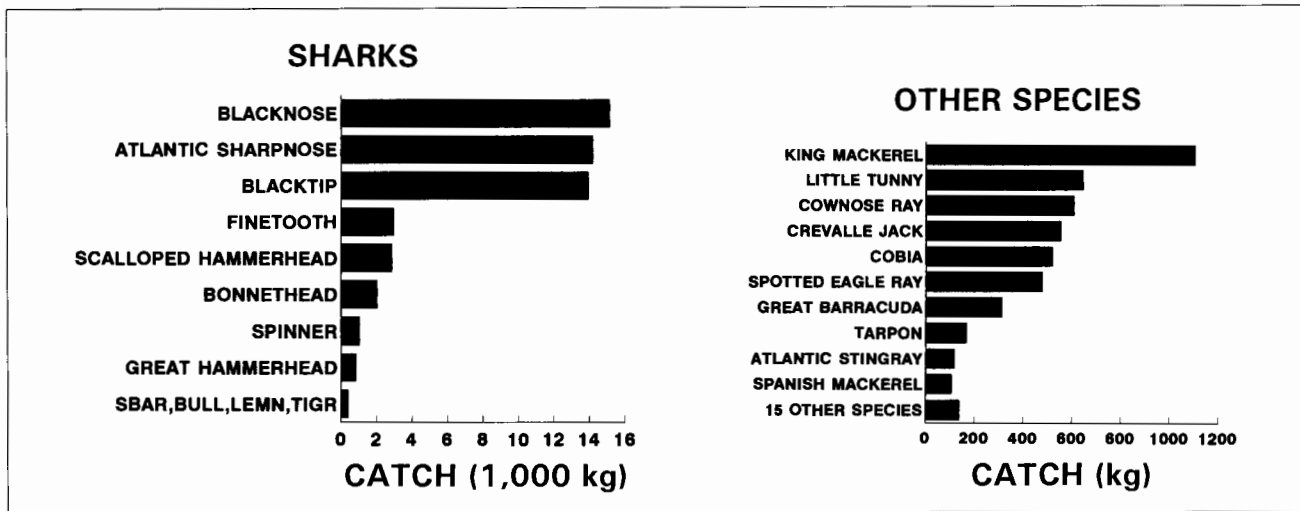 SHARKS
BLACKNOSE
ATLANTIC SHARPNOSE
BLACKTIP
FINETOOTH
SCALLOPED HAMMERHEAD
BONNETHEAD
SPINNER
GREAT HAMMERHEAD
SBAR,BULL,LEMN,TIGR
0 2 4 6 8 10 12 14 16
CATCH (1,000 kg)
OTHER SPECIES
KING MACKEREL
LITTLE TUNNY
COWNOSE RAY
CREVALLE JACK
COBIA
SPOTTED EAGLE RAY
GREAT BARRACUDA
TARPON
ATLANTIC STINGRAY
SPANISH MACKEREL
15 OTHER SPECIES
0 200 400 600 800 1000 1200
CATCH (kg)